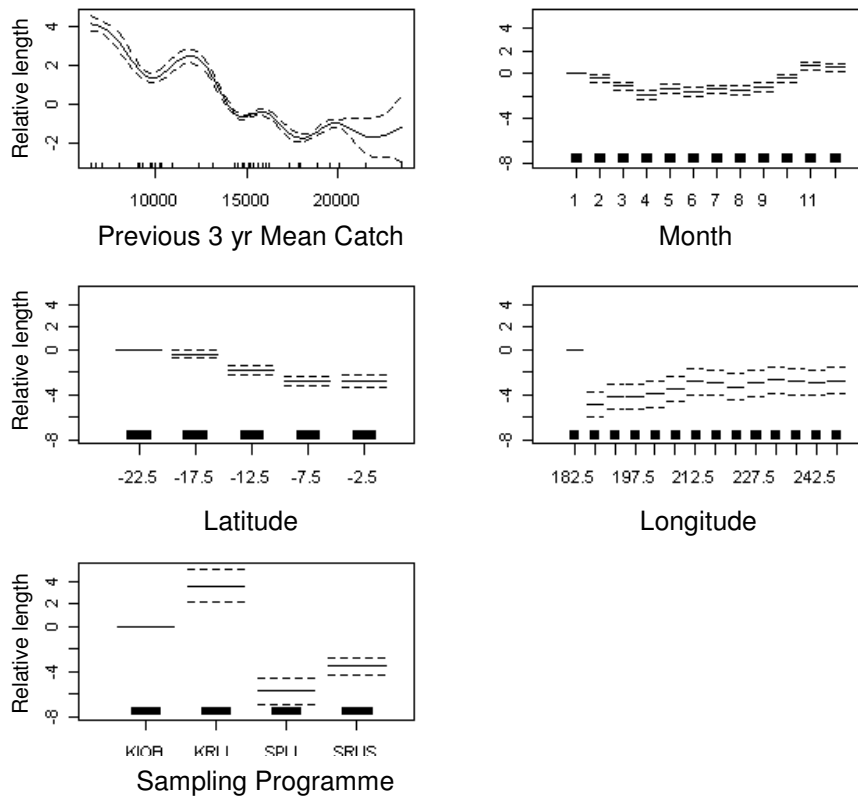 Relative length
4
2
0
-2
10000 15000 20000
Previous 3 yr Mean Catch
4
2
0
-4
-8
1 2 3 4 5 6 7 8 9 11
Month
Relative length
4
2
0
-4
-8
-22.5 -17.5 -12.5 -7.5 -2.5
Latitude
4
2
0
-4
-8
182.5 197.5 212.5 227.5 242.5
Longitude
Relative length
4
2
0
-4
-8
Sampling Programme